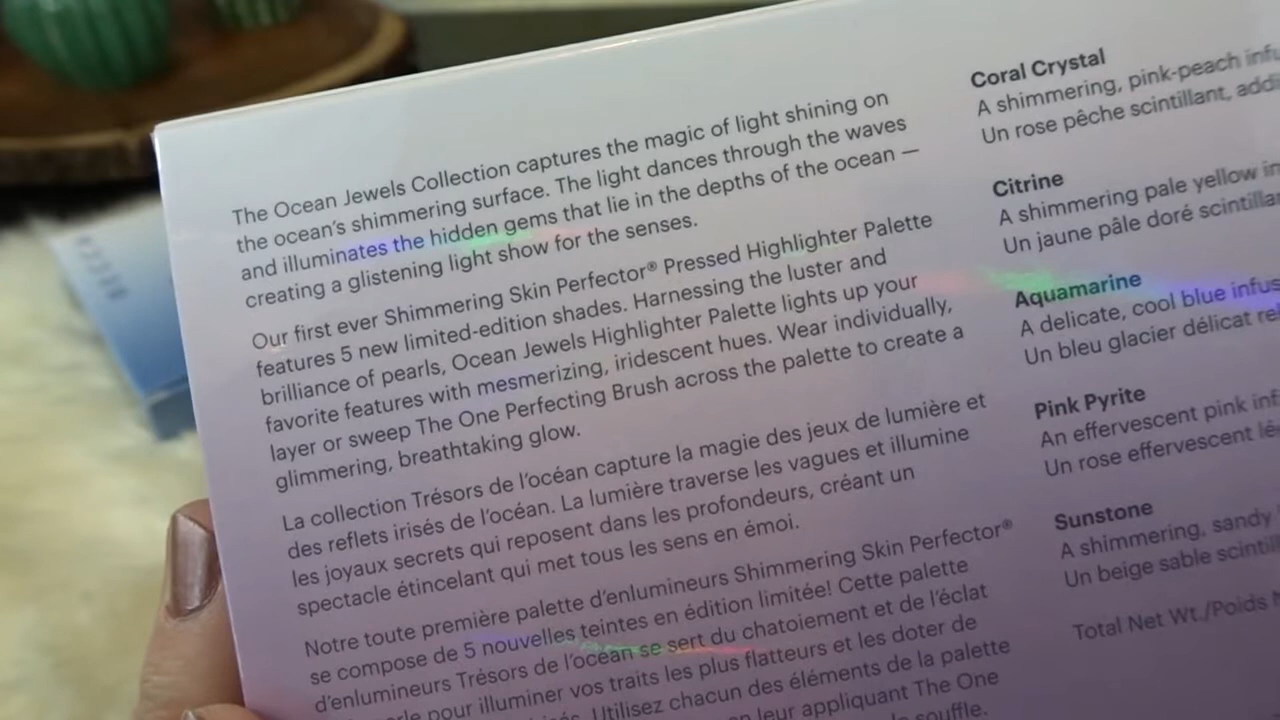 The Ocean Jewels Collection captures the magic of light shining on
the ocean's shimmering surface. The light dances through the waves
and illuminates the hidden gems that lie in the depths of the ocean —
creating a glistening light show for the senses.
Our first ever Shimmering Skin Perfector® Pressed Highlighter Palette
features 5 new limited-edition shades. Harnessing the luster and
brilliance of pearls, Ocean Jewels Highlighter Palette lights up your
favorite features with mesmerizing, iridescent hues. Wear individually,
layer or sweep The One Perfecting Brush across the palette to create a
glimmering, breathtaking glow.
La collection Trésors de l'océan capture la magie des jeux de lumière et
des reflets irisés de l'océan. La lumière traverse les vagues et illumine
les joyaux secrets qui reposent dans les profondeurs, créant un
spectacle étincelant qui met tous les sens en émoi.
Notre toute première palette d'enlumineurs Shimmering Skin Perfector®
se compose de 5 nouvelles teintes en édition limitée! Cette palette
d'enlumineurs Trésors de l'océan se sert du chatoiement et de l'éclat
pour illuminer vos traits les plus flatteurs et les doter de
Utilisez chacun des éléments de la palette
leur appliquant The One
souffle.
Coral Crystal
A shimmering, pink-peach
Un rose pêche scintillant,
Citrine
A shimmering pale yellow
Un jaune pâle doré
Aquamarine
A delicate, cool blue
Un bleu glacier délicat
Pink Pyrite
An effervescent pink
Un rose effervescent
Sunstone
A shimmering, sandy
Un beige sable
Total Net Wt./Poids